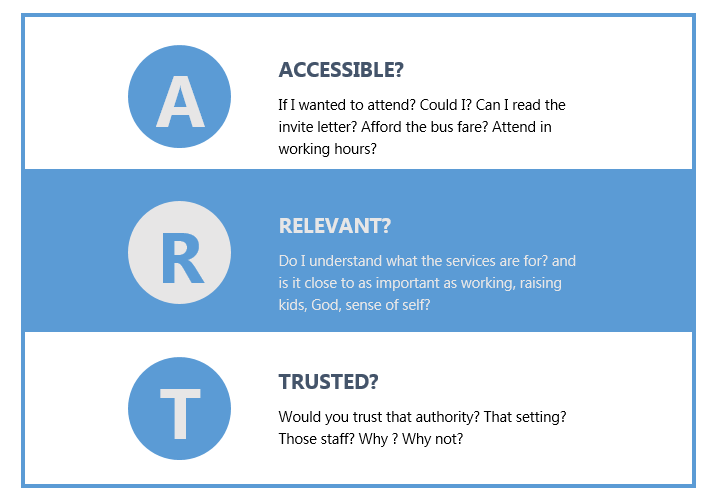 A
ACCESSIBLE?
If I wanted to attend? Could I? Can I read the
invite letter? Afford the bus fare? Attend in
working hours?
R
RELEVANT?
Do I understand what the services are for? and
is it close to as important as working, raising
kids, God, sense of self?
T
TRUSTED?
Would you trust that authority? That setting?
Those staff? Why ? Why not?